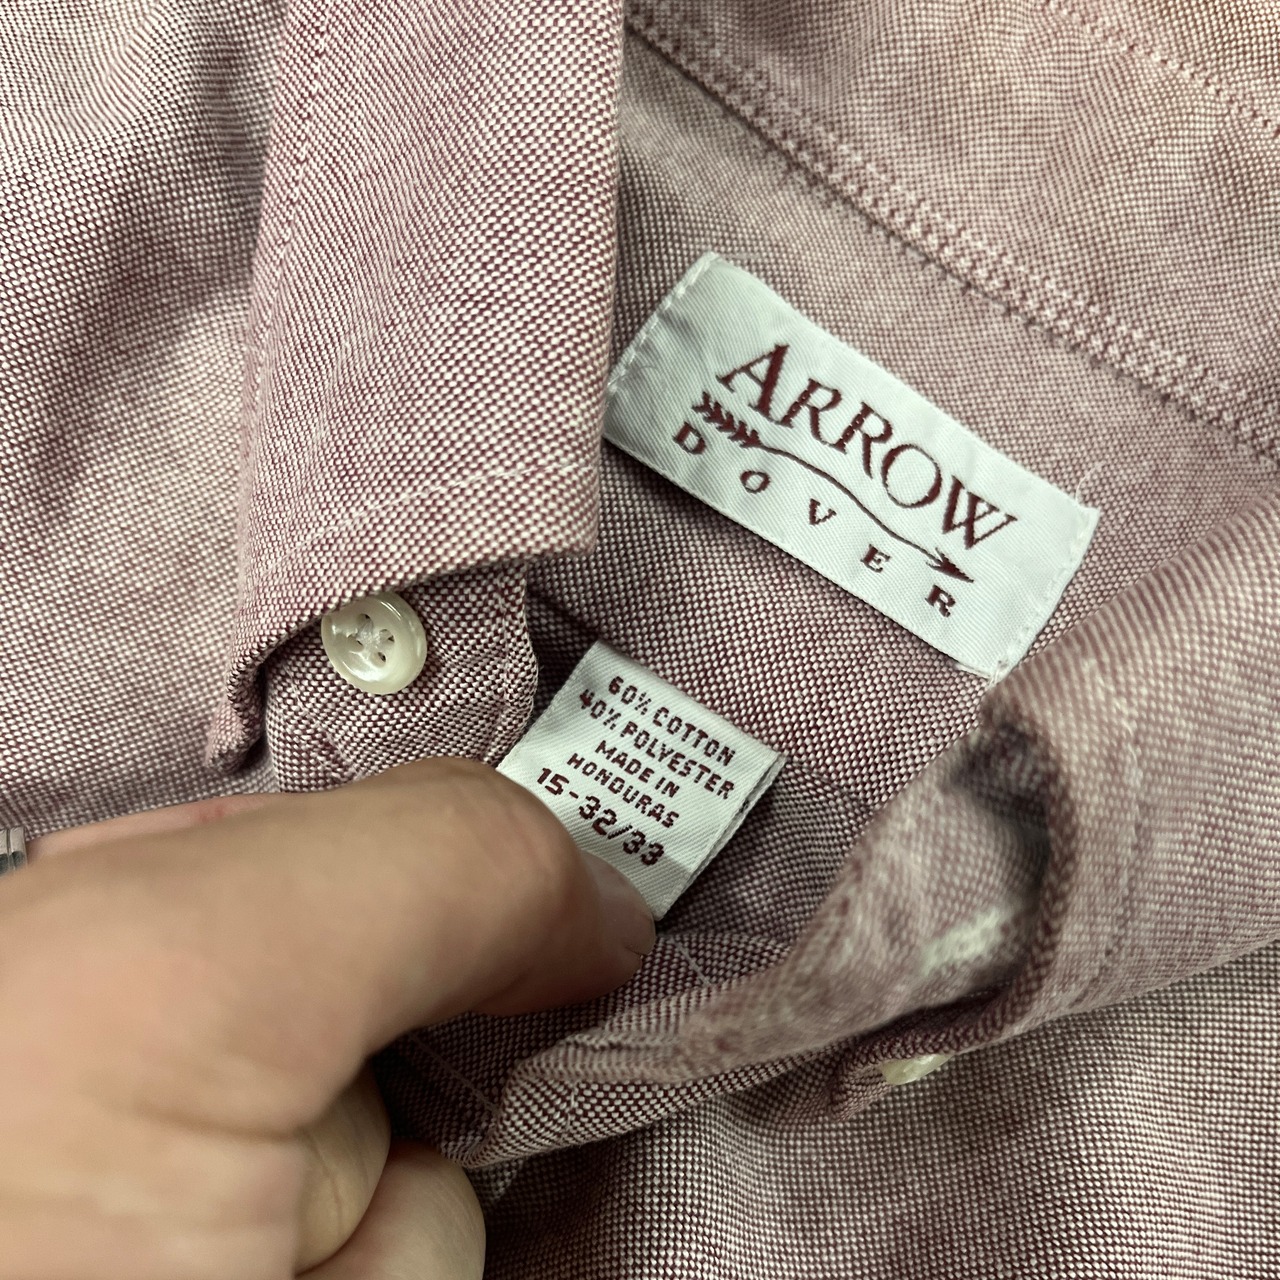 ARROW
DOVER
60% COTTON
40% POLYESTER
MADE IN
HONDURAS
15-32/33